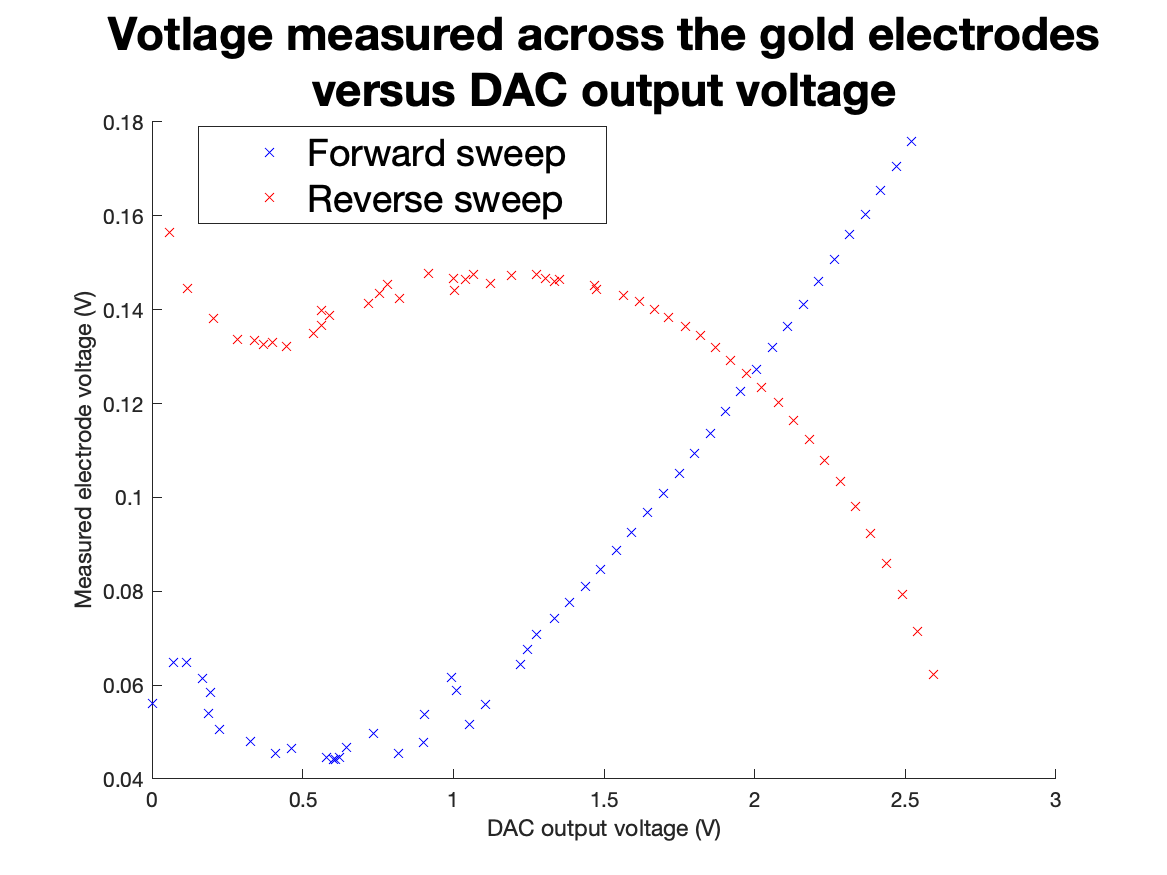 Votlage measured across the gold electrodes
versus DAC output voltage
Forward sweep
Reverse sweep
Measured electrode voltage (V)
0.18
0.16
0.14
0.12
0.1
0.08
0.06
0.04
0
0.5
1
1.5
2
2.5
3
DAC output voltage (V)